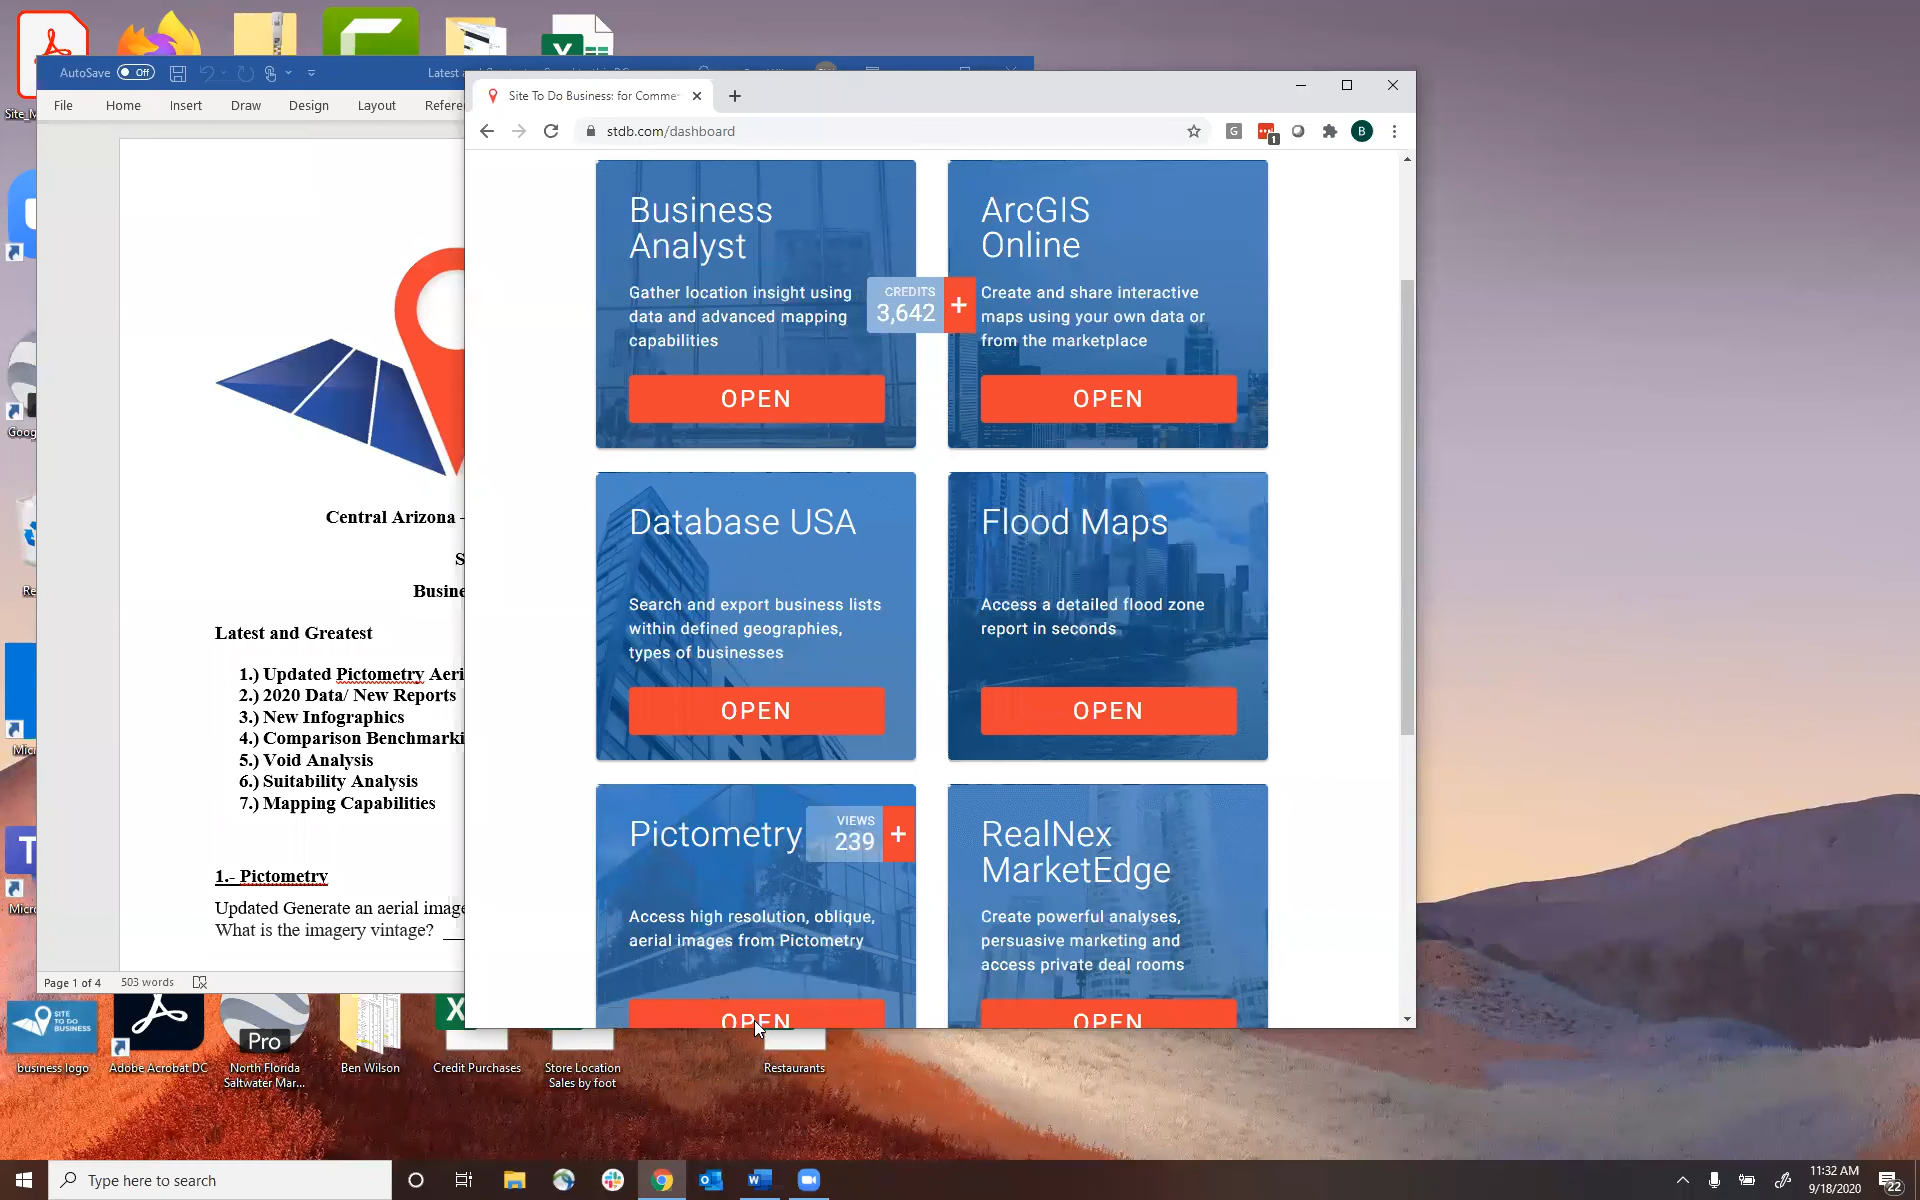 Site_M
AutoSave Off
Latest a
File Home Insert Draw Design Layout Refere
Site To Do Business: for Comme
stdb.com/dashboard
G
1
B
Business
Analyst
Gather location insight using
data and advanced mapping
capabilities
CREDITS
3,642
+
OPEN
ArcGIS
Online
Create and share interactive
maps using your own data or
from the marketplace
OPEN
Database USA
Search and export business lists
within defined geographies,
types of businesses
OPEN
Flood Maps
Access a detailed flood zone
report in seconds
OPEN
Pictometry
VIEWS
239
+
Access high resolution, oblique,
aerial images from Pictometry
OPEN
RealNex
MarketEdge
Create powerful analyses,
persuasive marketing and
access private deal rooms
OPEN
Central Arizona -
S
Busine
Latest and Greatest
1.) Updated Pictometry Aeri
2.) 2020 Data/ New Reports
3.) New Infographics
4.) Comparison Benchmarki
5.) Void Analysis
6.) Suitability Analysis
7.) Mapping Capabilities
1.- Pictometry
Updated Generate an aerial image
What is the imagery vintage?
Page 1 of 4 503 words
Goog
Re
Mic
T
Micro
SITE
TO DO
BUSINESS
business logo
Adobe Acrobat DC
Pro
North Florida
Saltwater Mar...
Ben Wilson
Credit Purchases
Store Location
Sales by foot
Restaurants
Type here to search
11:32 AM
9/18/2020
22